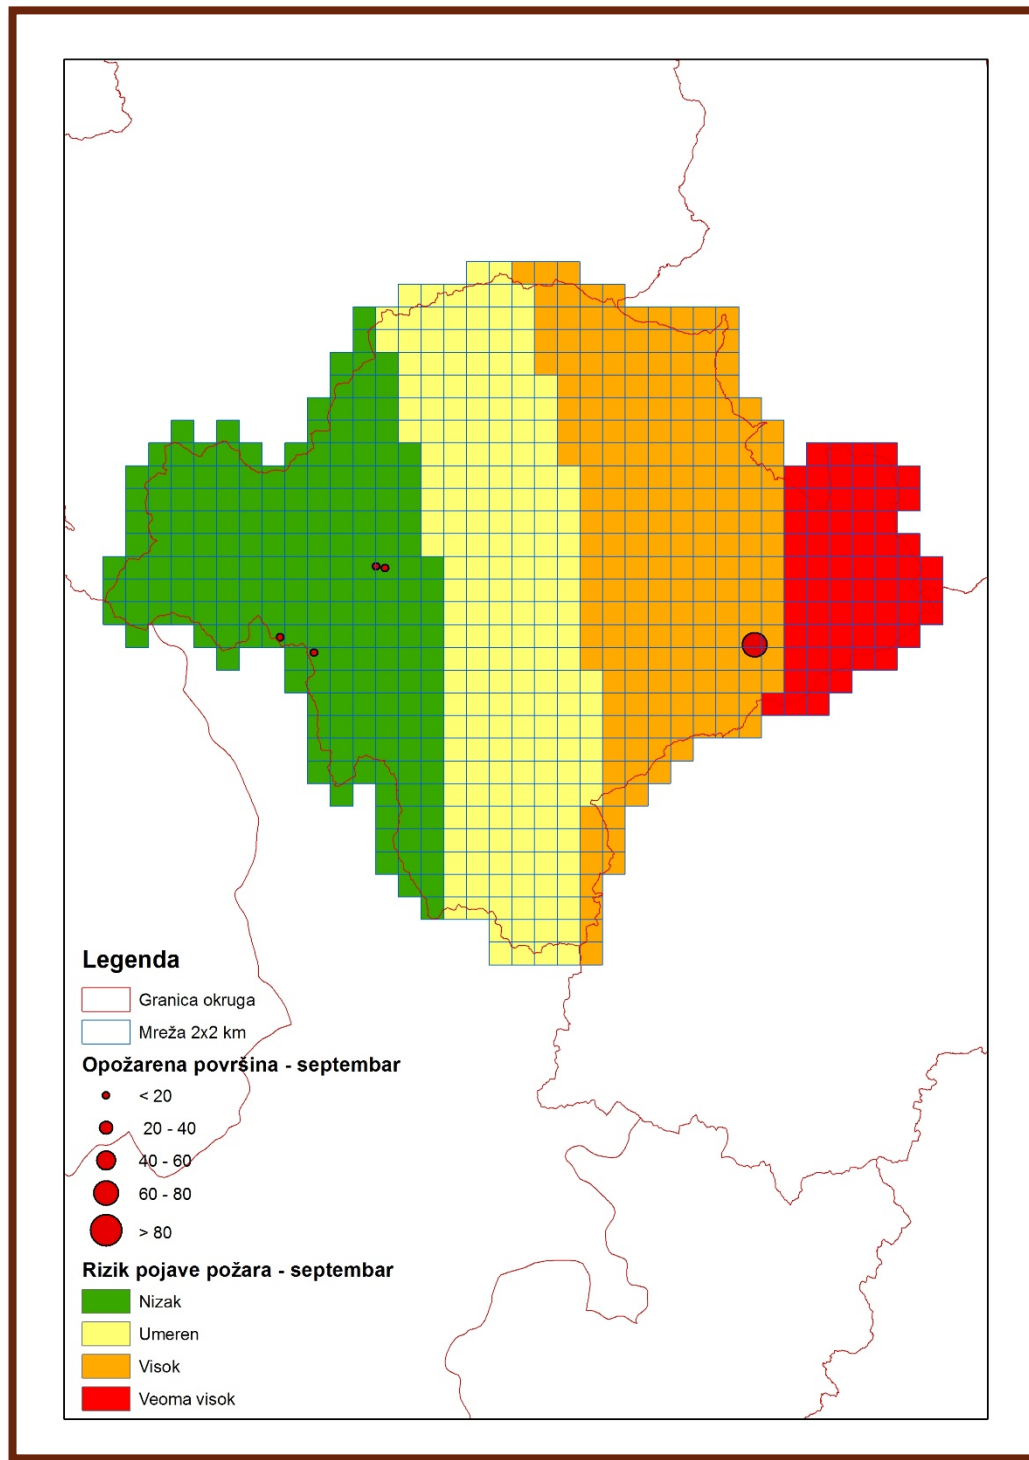 Legenda
Granica okruga
Mreža 2x2 km
Opožarena površina - septembar
< 20
20 - 40
40 - 60
60 - 80
> 80
Rizik pojave požara - septembar
Nizak
Umeren
Visok
Veoma visok